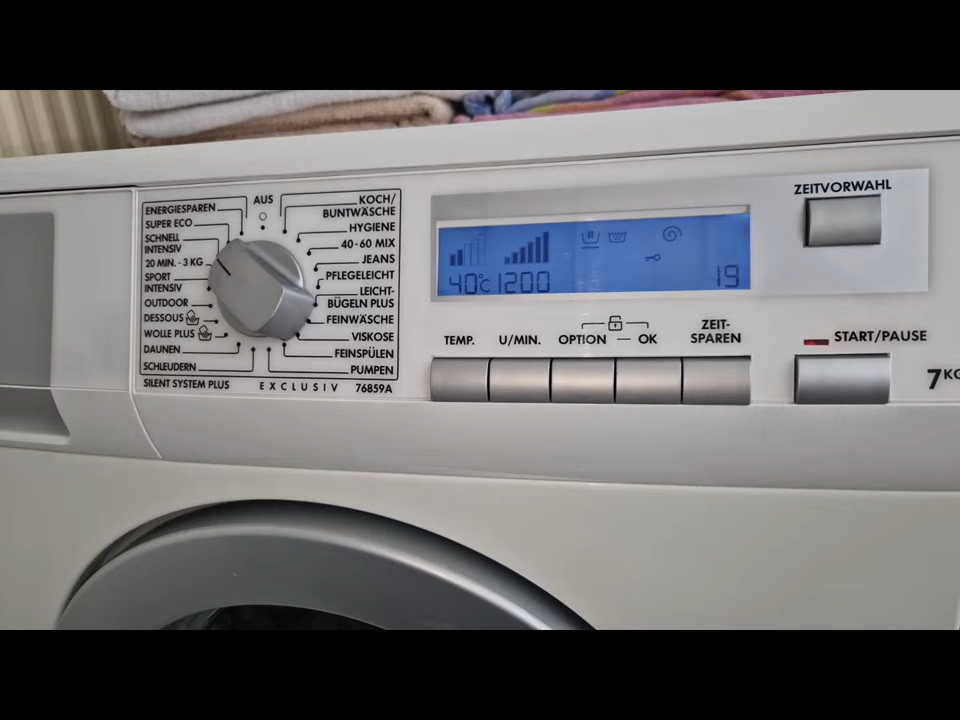 AUS
ENERGIESPAREN
SUPER ECO
SCHNELL
INTENSIV
20 MIN. - 3 KG
SPORT
INTENSIV
OUTDOOR
DESSOUS
WOLLE PLUS
DAUNEN
SCHLEUDERN
KOCH/
BUNTWÄSCHE
HYGIENE
40-60 MIX
JEANS
PFLEGELEICHT
LEICHT-
BÜGELN PLUS
FEINWÄSCHE
VISKOSE
FEINSPÜLEN
PUMPEN
SILENT SYSTEM PLUS EXCLUSIV 76859A
40°C 1200 19
ZEITVORWAHL
TEMP. U/MIN. OPTION — OK ZEIT-
SPAREN
START/PAUSE
7KG